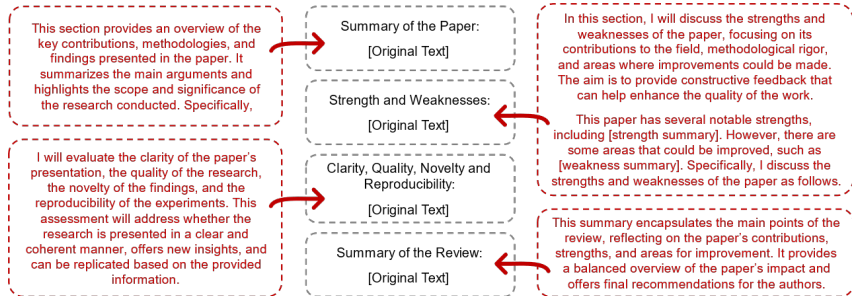 This section provides an overview of the
key contributions, methodologies, and
findings presented in the paper. It
summarizes the main arguments and
highlights the scope and significance of
the research conducted. Specifically,
I will evaluate the clarity of the paper's
presentation, the quality of the research,
the novelty of the findings, and the
reproducibility of the experiments. This
assessment will address whether the
research is presented in a clear and
coherent manner, offers new insights, and
can be replicated based on the provided
information.
Summary of the Paper:
[Original Text]
Strength and Weaknesses:
[Original Text]
Clarity, Quality, Novelty and
Reproducibility:
[Original Text]
Summary of the Review:
[Original Text]
In this section, I will discuss the strengths and
weaknesses of the paper, focusing on its
contributions to the field, methodological rigor,
and areas where improvements could be made.
The aim is to provide constructive feedback that
can help enhance the quality of the work.
This paper has several notable strengths,
including [strength summary]. However, there are
some areas that could be improved, such as
[weakness summary]. Specifically, I discuss the
strengths and weaknesses of the paper as follows.
This summary encapsulates the main points of the
review, reflecting on the paper's contributions,
strengths, and areas for improvement. It provides
a balanced overview of the paper's impact and
offers final recommendations for the authors.